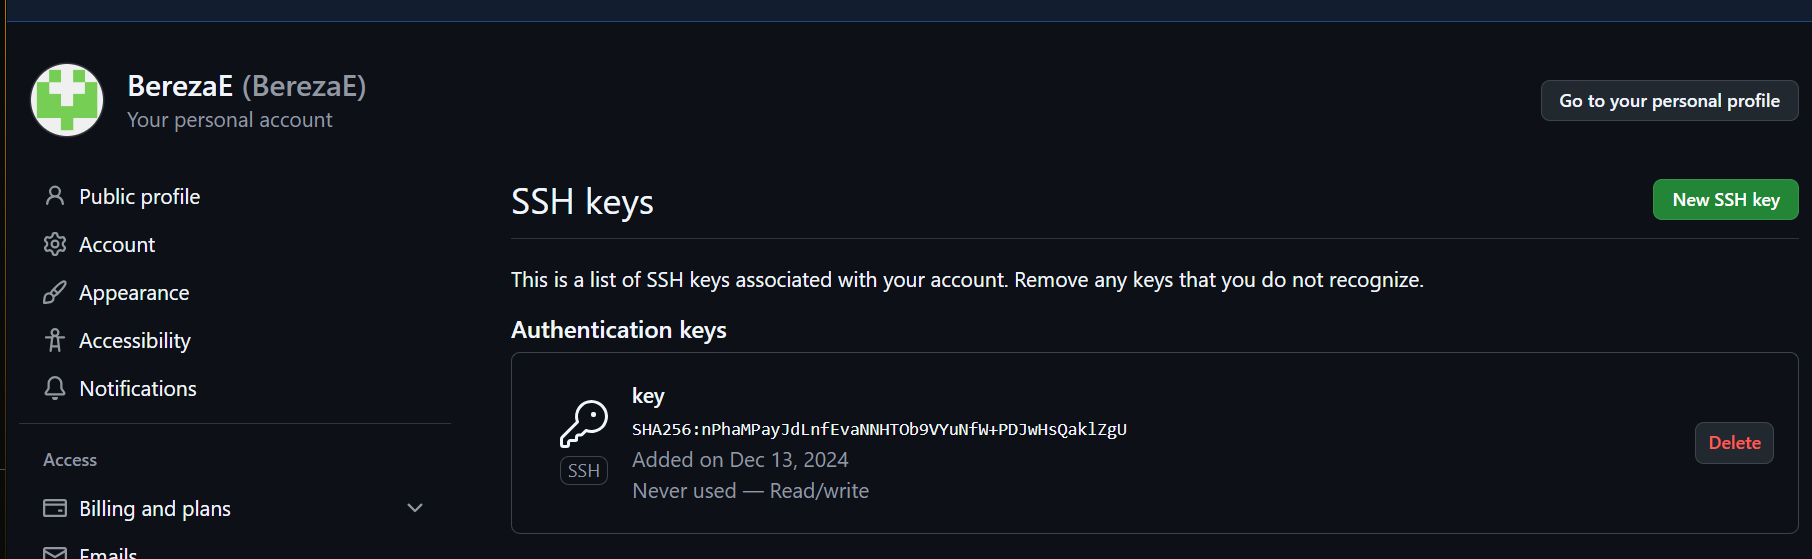 BerezaE (BerezaE)
Your personal account
Go to your personal profile
Public profile
Account
Appearance
Accessibility
Notifications
Access
Billing and plans
Emails
SSH keys
New SSH key
This is a list of SSH keys associated with your account. Remove any keys that you do not recognize.
Authentication keys
key
SHA256:nPhaMPayJdLnfEvaNNHTOb9VYuNfW+PDJwHsQaklZgU
SSH
Added on Dec 13, 2024
Never used — Read/write
Delete